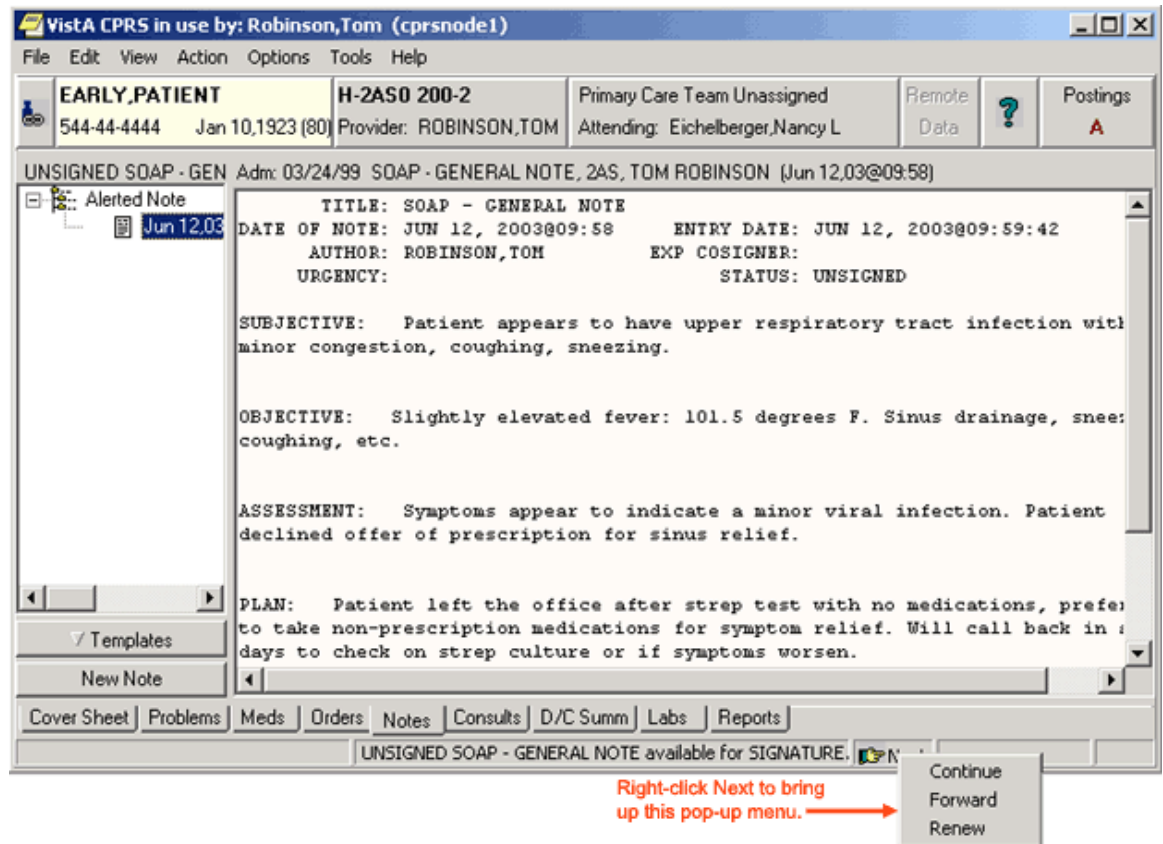 VistA CPRS in use by: Robinson,Tom (cprsnode1)
File Edit View Action Options Tools Help
EARLY,PATIENT H-2AS0 200-2 Primary Care Team Unassigned Remote Postings
544-44-4444 Jan 10,1923 (80) Provider: ROBINSON,TOM Attending: Eichelberger,Nancy L Data ? A
UNSIGNED SOAP - GEN Adm: 03/24/99 SOAP - GENERAL NOTE, 2AS, TOM ROBINSON (Jun 12,03@09:58)
Alerted Note
Jun 12,03
TITLE: SOAP - GENERAL NOTE
DATE OF NOTE: JUN 12, 2003@09:58 ENTRY DATE: JUN 12, 2003@09:59:42
AUTHOR: ROBINSON,TOM EXP COSIGNER:
URGENCY: STATUS: UNSIGNED
SUBJECTIVE: Patient appears to have upper respiratory tract infection with
minor congestion, coughing, sneezing.
OBJECTIVE: Slightly elevated fever: 101.5 degrees F. Sinus drainage,
coughing, etc.
ASSESSMENT: Symptoms appear to indicate a minor viral infection. Patient
declined offer of prescription for sinus relief.
PLAN: Patient left the office after strep test with no medications,
to take non-prescription medications for symptom relief. Will call back in
days to check on strep culture or if symptoms worsen.
Templates
New Note
Cover Sheet Problems Meds Orders Notes Consults D/C Summ Labs Reports
UNSIGNED SOAP - GENERAL NOTE available for SIGNATURE.
Continue
Forward
Renew
Right-click Next to bring
up this pop-up menu.